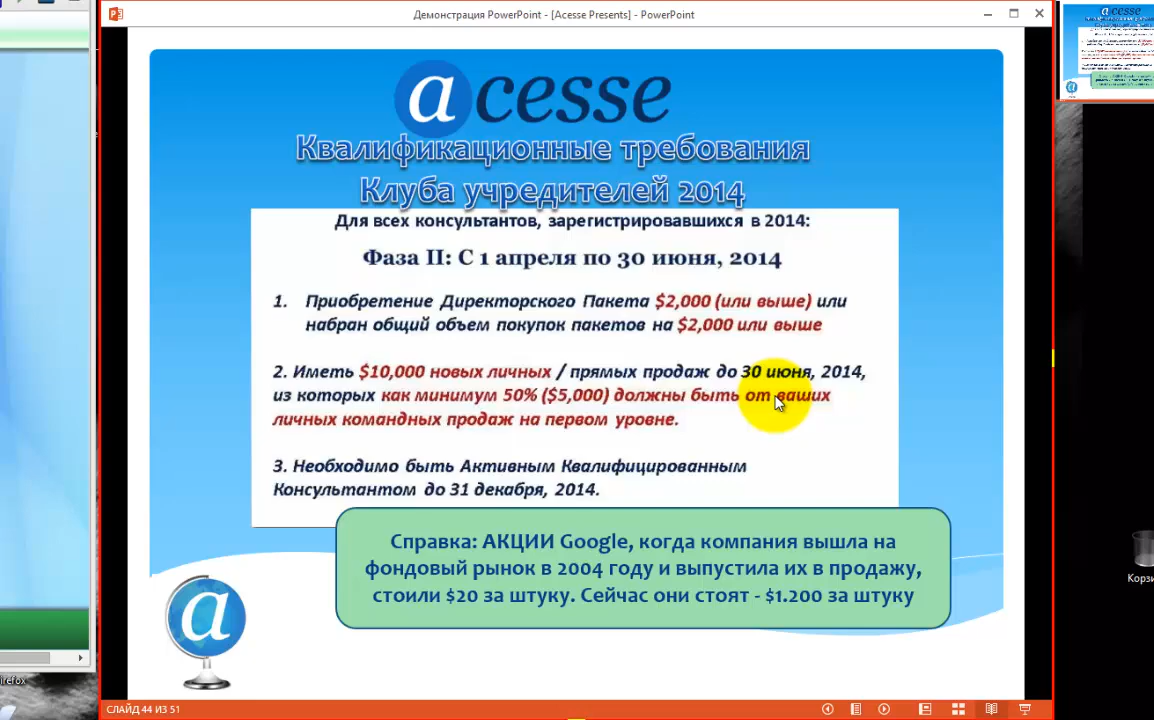 Демонстрация PowerPoint - [Acesse Presents] - PowerPoint
acesse
Квалификационные требования
Клуба учредителей 2014
Для всех консультантов, зарегистрировавшихся в 2014:
Фаза II: С 1 апреля по 30 июня, 2014
1. Приобретение Директорского Пакета $2,000 (или выше) или
набран общий объем покупок пакетов на $2,000 или выше
2. Иметь $10,000 новых личных / прямых продаж до 30 июня, 2014,
из которых как минимум 50% ($5,000) должны быть от ваших
личных командных продаж на первом уровне.
3. Необходимо быть Активным Квалифицированным
Консультантом до 31 декабря, 2014.
Справка: АКЦИИ Google, когда компания вышла на
фондовый рынок в 2004 году и выпустила их в продажу,
стоили $20 за штуку. Сейчас они стоят - $1.200 за штуку
a
СЛАЙД 44 ИЗ 51
irefox
Корзи